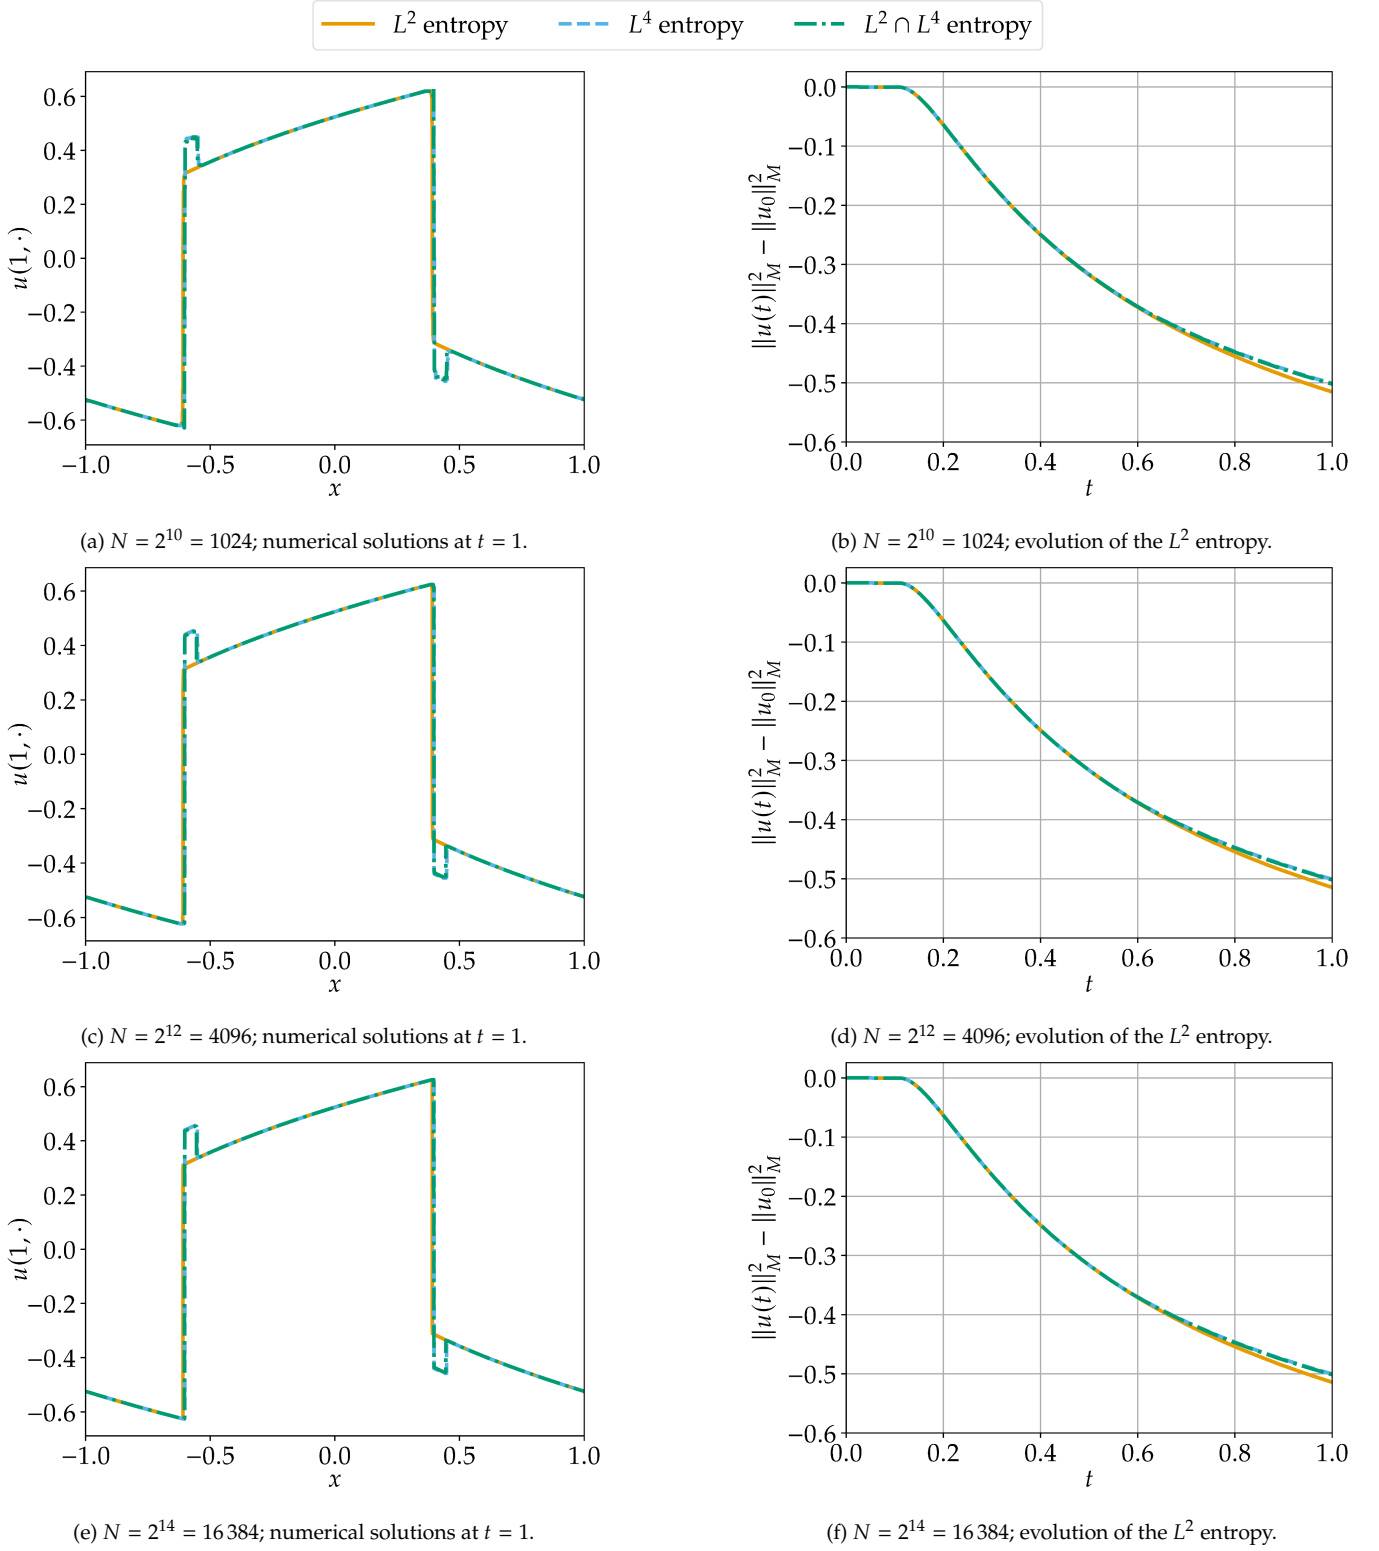 L² entropy L⁴ entropy L² ∩ L⁴ entropy
0.6
0.4
0.2
0.0
−0.2
−0.4
−0.6
u(1, ·)
−1.0 −0.5 0.0 0.5 1.0
x
(a) N = 2¹⁰ = 1024; numerical solutions at t = 1.
0.0
−0.1
−0.2
−0.3
−0.4
−0.5
−0.6
||u(t)||²_M − ||u₀||²_M
0.0 0.2 0.4 0.6 0.8 1.0
t
(b) N = 2¹⁰ = 1024; evolution of the L² entropy.
0.6
0.4
0.2
0.0
−0.2
−0.4
−0.6
u(1, ·)
−1.0 −0.5 0.0 0.5 1.0
x
(c) N = 2¹² = 4096; numerical solutions at t = 1.
0.0
−0.1
−0.2
−0.3
−0.4
−0.5
−0.6
||u(t)||²_M − ||u₀||²_M
0.0 0.2 0.4 0.6 0.8 1.0
t
(d) N = 2¹² = 4096; evolution of the L² entropy.
0.6
0.4
0.2
0.0
−0.2
−0.4
−0.6
u(1, ·)
−1.0 −0.5 0.0 0.5 1.0
x
(e) N = 2¹⁴ = 16 384; numerical solutions at t = 1.
0.0
−0.1
−0.2
−0.3
−0.4
−0.5
−0.6
||u(t)||²_M − ||u₀||²_M
0.0 0.2 0.4 0.6 0.8 1.0
t
(f) N = 2¹⁴ = 16 384; evolution of the L² entropy.